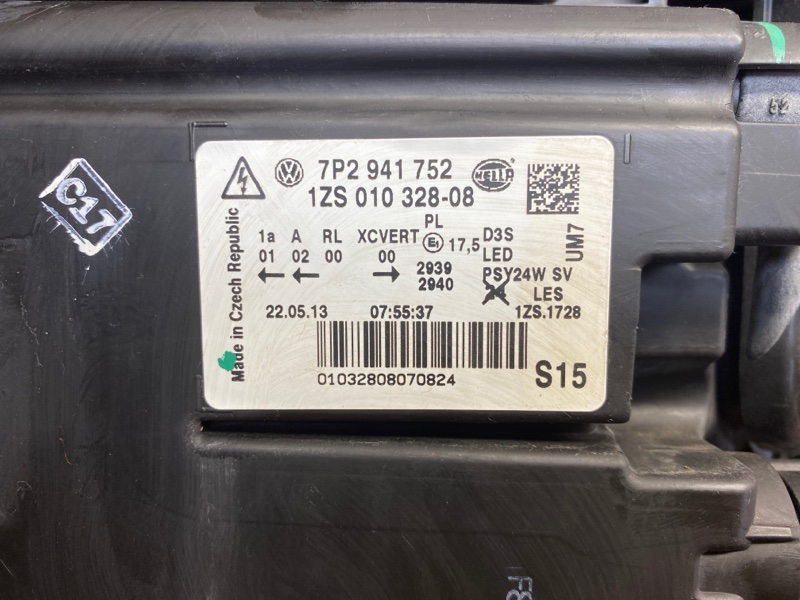 7P2 941 752
HELLA
1ZS 010 328-08
PL
1a A RL XCVERT E1 17,5 D3S
01 02 00 00 LED
2939 PSY24W SV
2940 LES
22.05.13 07:55:37 1ZS.1728
01032808070824
S15
UM7
Made in Czech Republic
C17
52
F8